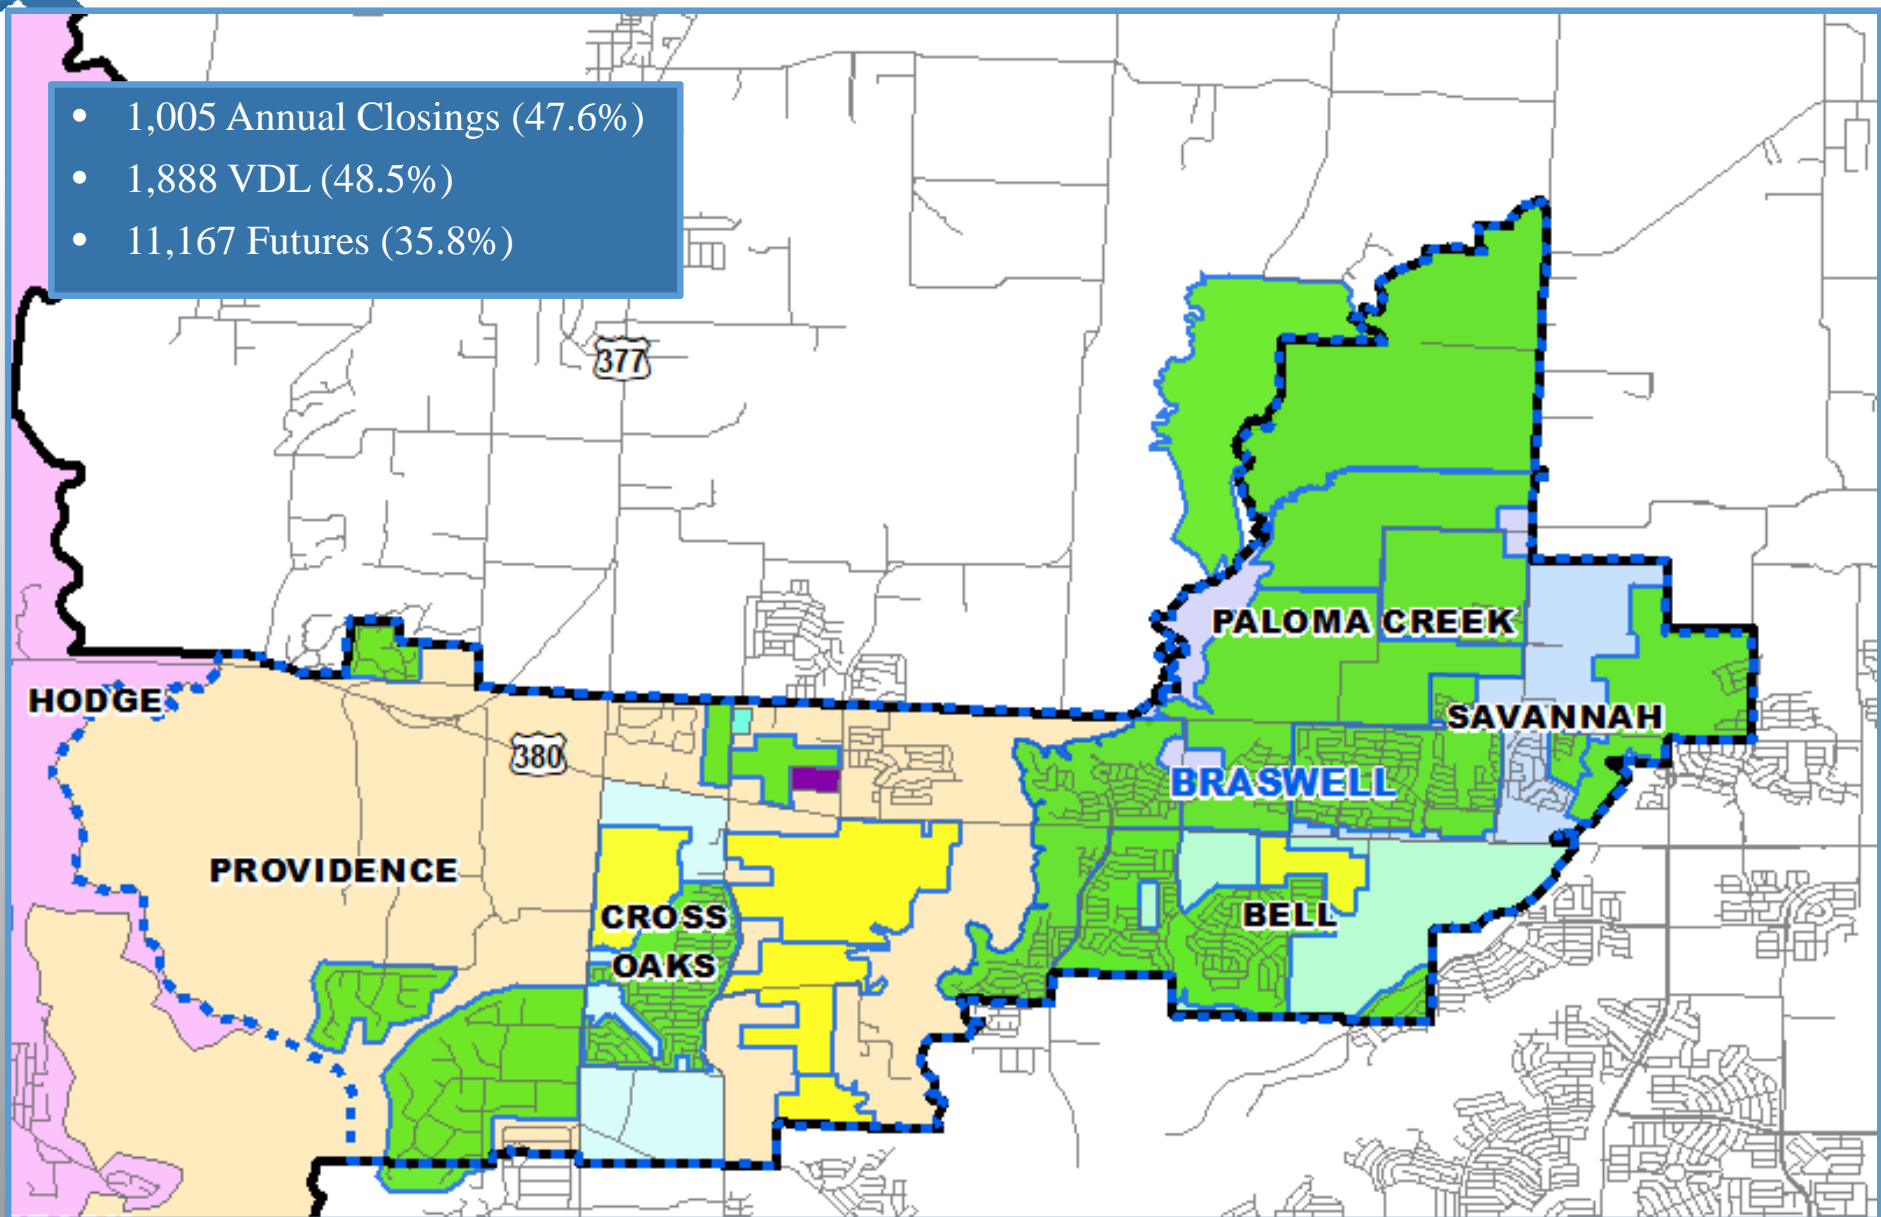 • 1,005 Annual Closings (47.6%)
• 1,888 VDL (48.5%)
• 11,167 Futures (35.8%)
377
PALOMA CREEK
HODGE
SAVANNAH
380
BRASWELL
PROVIDENCE
CROSS
OAKS
BELL